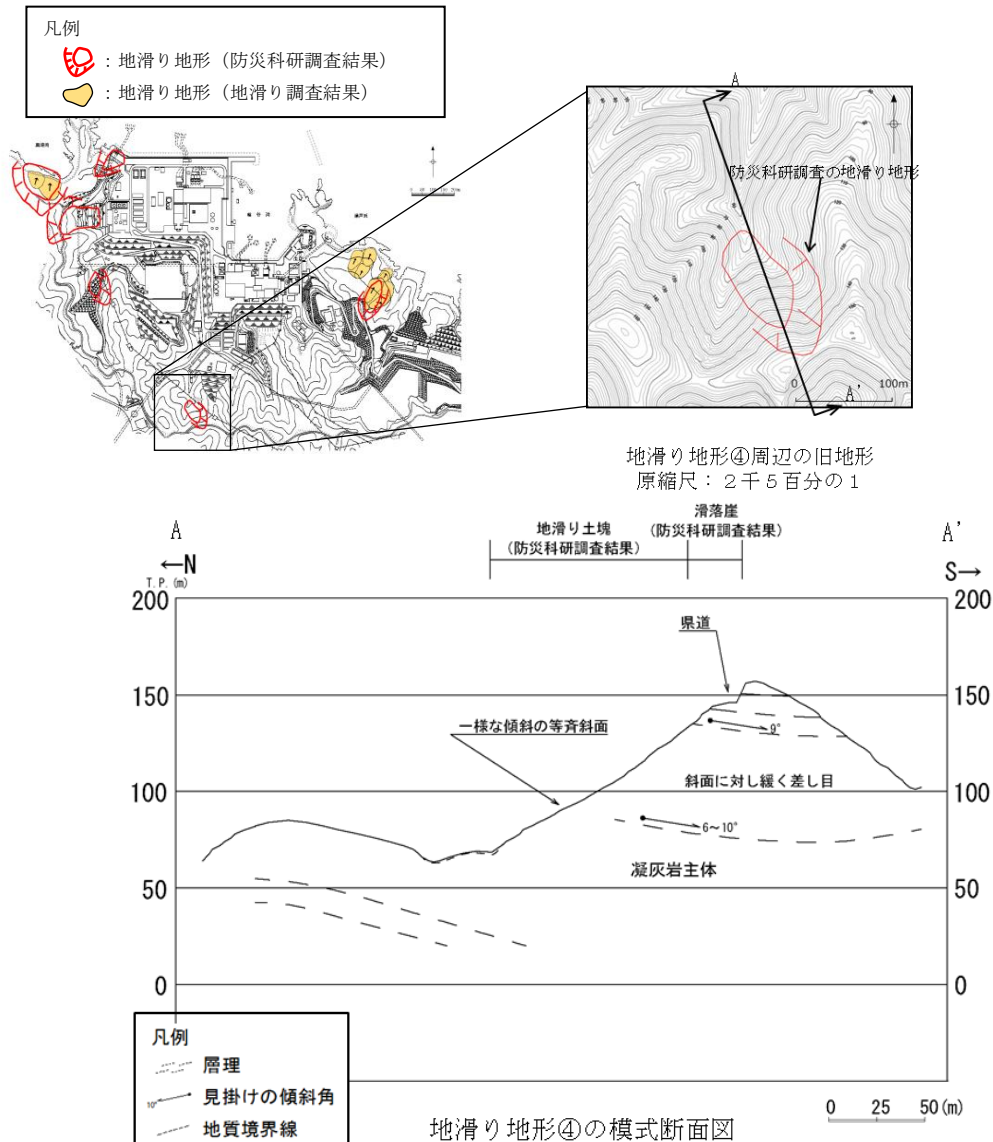 凡例
：地滑り地形（防災科研調査結果）
：地滑り地形（地滑り調査結果）
A
防災科研調査の地滑り地形
0 100m
A'
地滑り地形④周辺の旧地形
原縮尺：２千５百分の１
A
←N
T.P.(m)
地滑り土塊
(防災科研調査結果)
滑落崖
(防災科研調査結果)
A'
S→
200
200
県道
150
150
一様な傾斜の等斉斜面
9°
斜面に対し緩く差し目
100
100
6～10°
凝灰岩主体
50
50
0
0
凡例
層理
10°
見掛けの傾斜角
地質境界線
地滑り地形④の模式断面図
0 25 50(m)